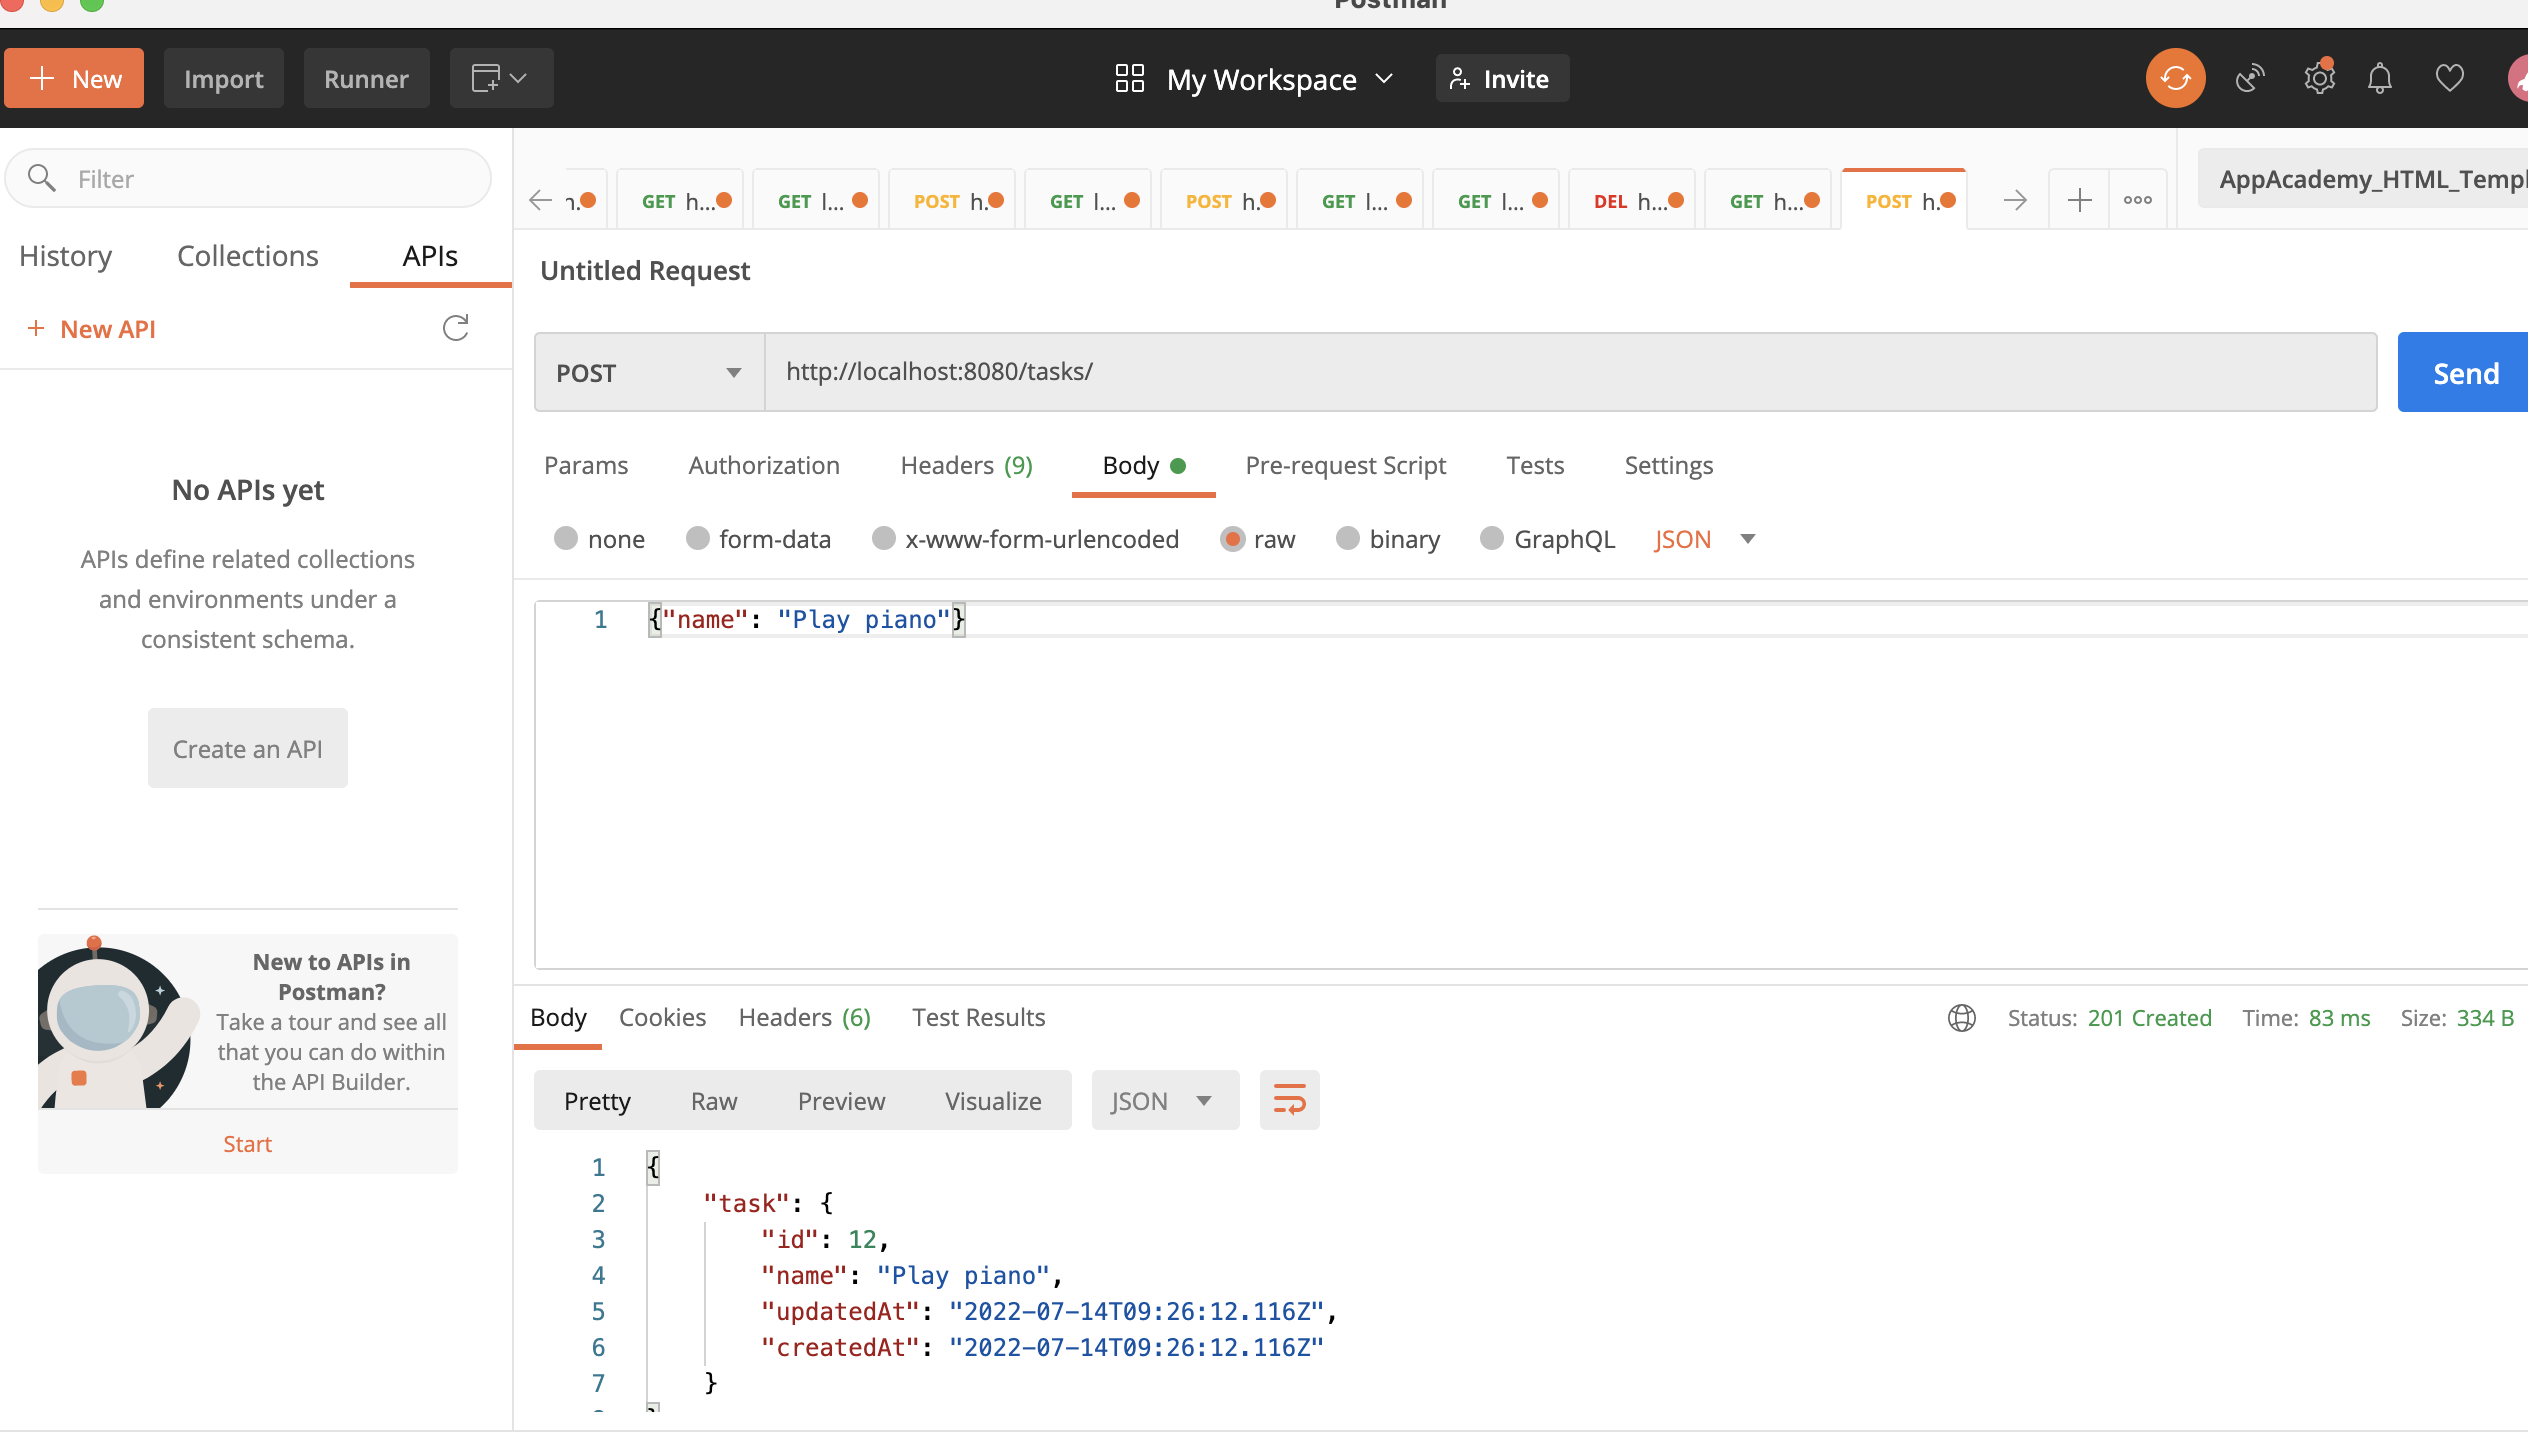 Postman
New Import Runner My Workspace Invite
Filter
History Collections APIs
New API
No APIs yet
APIs define related collections
and environments under a
consistent schema.
Create an API
New to APIs in
Postman?
Take a tour and see all
that you can do within
the API Builder.
Start
GET h... GET l... POST h. GET l... POST h. GET l... GET l... DEL h... GET h... POST h.
AppAcademy_HTML_Templ
Untitled Request
POST http://localhost:8080/tasks/ Send
Params Authorization Headers (9) Body Pre-request Script Tests Settings
none form-data x-www-form-urlencoded raw binary GraphQL JSON
1 {"name": "Play piano"}
Body Cookies Headers (6) Test Results Status: 201 Created Time: 83 ms Size: 334 B
Pretty Raw Preview Visualize JSON
1 {
2 "task": {
3 "id": 12,
4 "name": "Play piano",
5 "updatedAt": "2022-07-14T09:26:12.116Z",
6 "createdAt": "2022-07-14T09:26:12.116Z"
7 }